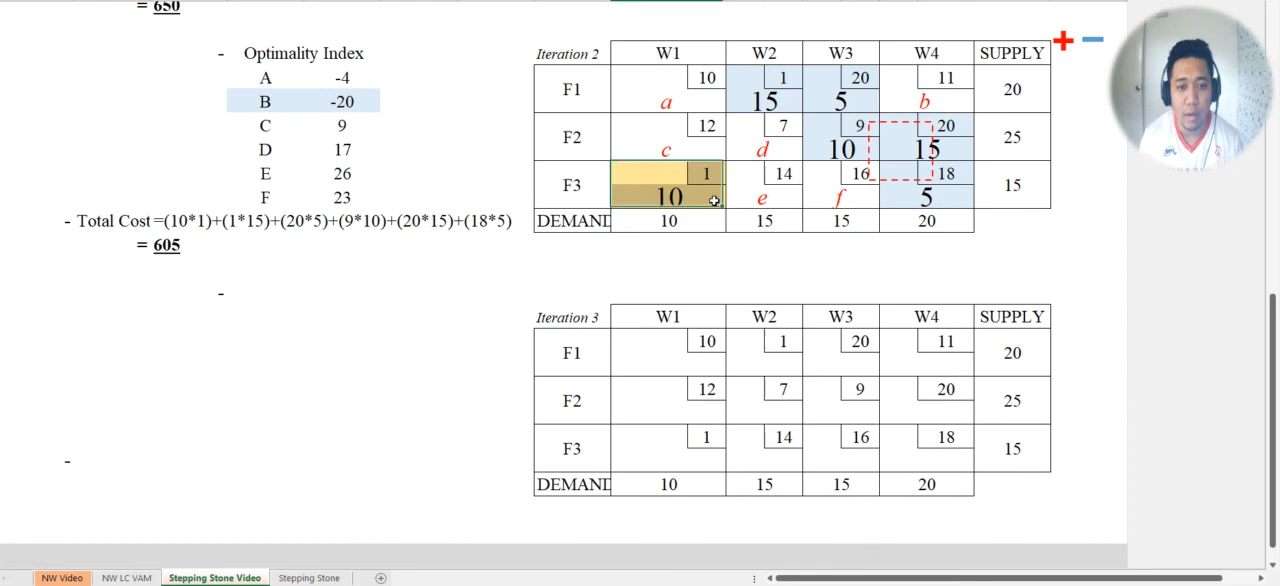 = 650
- Optimality Index
A -4
B -20
C 9
D 17
E 26
F 23
- Total Cost =(10*1)+(1*15)+(20*5)+(9*10)+(20*15)+(18*5)
= 605
-
-
Iteration 2 W1 W2 W3 W4 SUPPLY
F1 10 a 1 15 20 5 11 b 20
F2 12 c 7 d 9 10 20 15 25
F3 1 10 14 e 16 f 18 5 15
DEMAND 10 15 15 20
+ −
Iteration 3 W1 W2 W3 W4 SUPPLY
F1 10 1 20 11 20
F2 12 7 9 20 25
F3 1 14 16 18 15
DEMAND 10 15 15 20
NW Video NW LC VAM Stepping Stone Video Stepping Stone